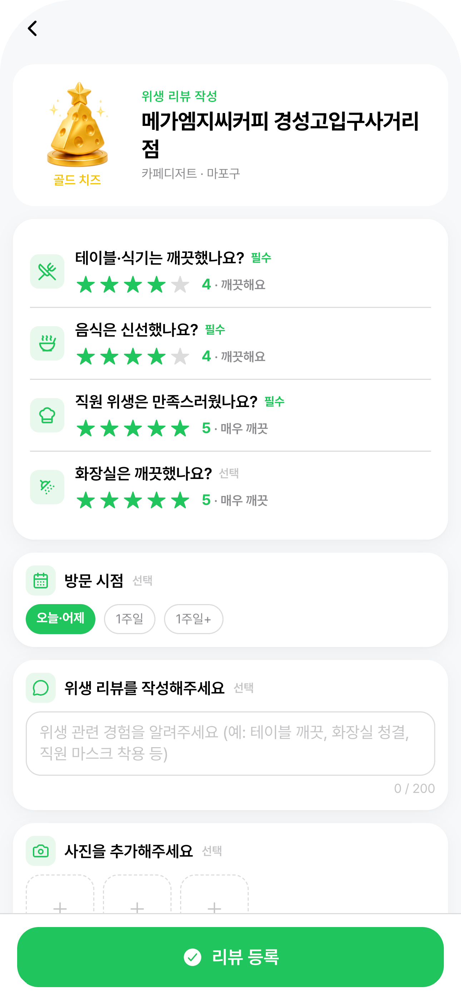 위생 리뷰 작성
메가엠지씨커피 경성고입구사거리
점
카페디저트 · 마포구
골드 치즈
테이블·식기는 깨끗했나요? 필수
4 · 깨끗해요
음식은 신선했나요? 필수
4 · 깨끗해요
직원 위생은 만족스러웠나요? 필수
5 · 매우 깨끗
화장실은 깨끗했나요? 선택
5 · 매우 깨끗
방문 시점 선택
오늘·어제 1주일 1주일+
위생 리뷰를 작성해주세요 선택
위생 관련 경험을 알려주세요 (예: 테이블 깨끗, 화장실 청결,
직원 마스크 착용 등)
0 / 200
사진을 추가해주세요 선택
리뷰 등록